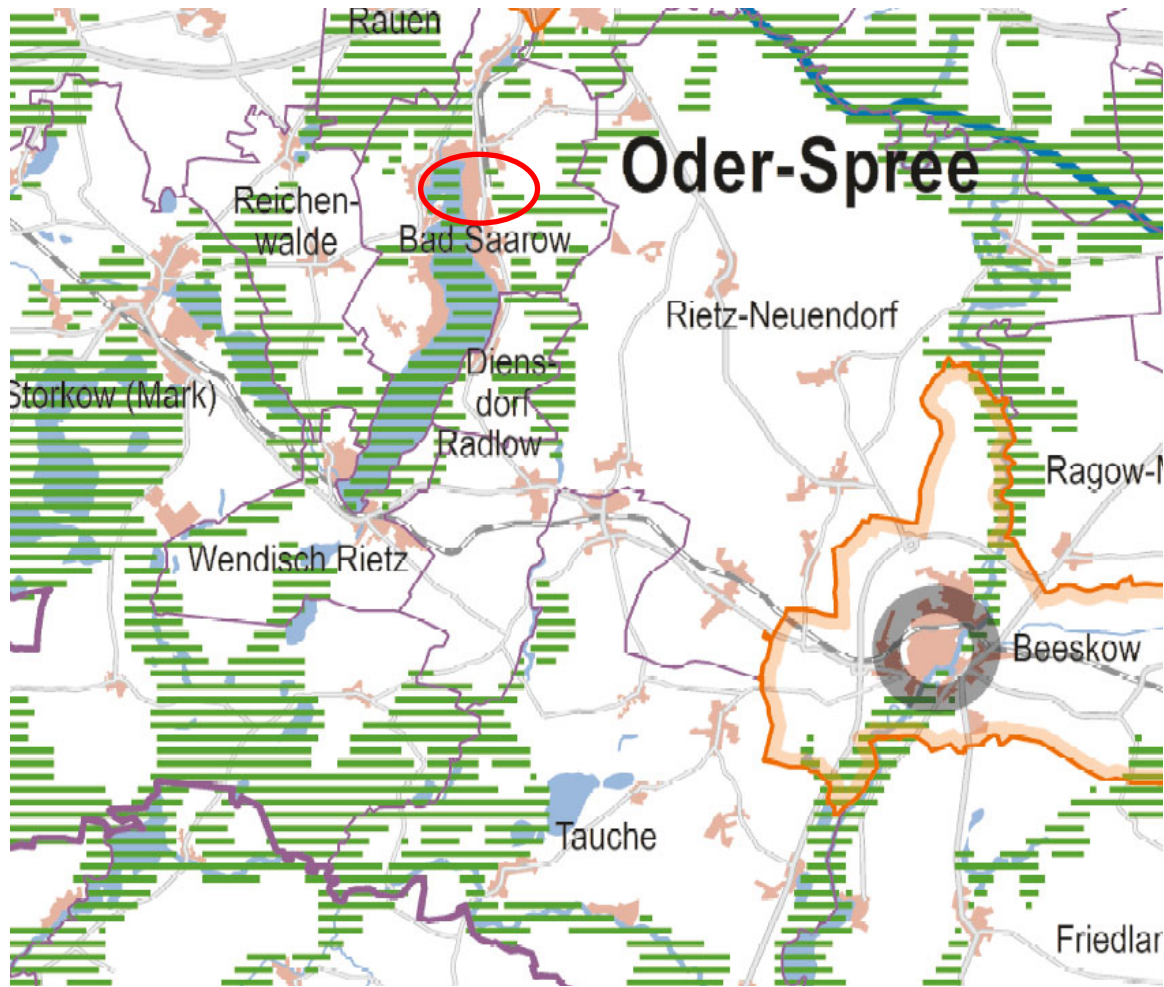 Rauen
Oder-Spree
Reichen-
walde
Bad Saarow
Rietz-Neuendorf
Diens-
dorf
Radlow
Storkow (Mark)
Ragow-
Wendisch Rietz
Beeskow
Tauche
Friedlan